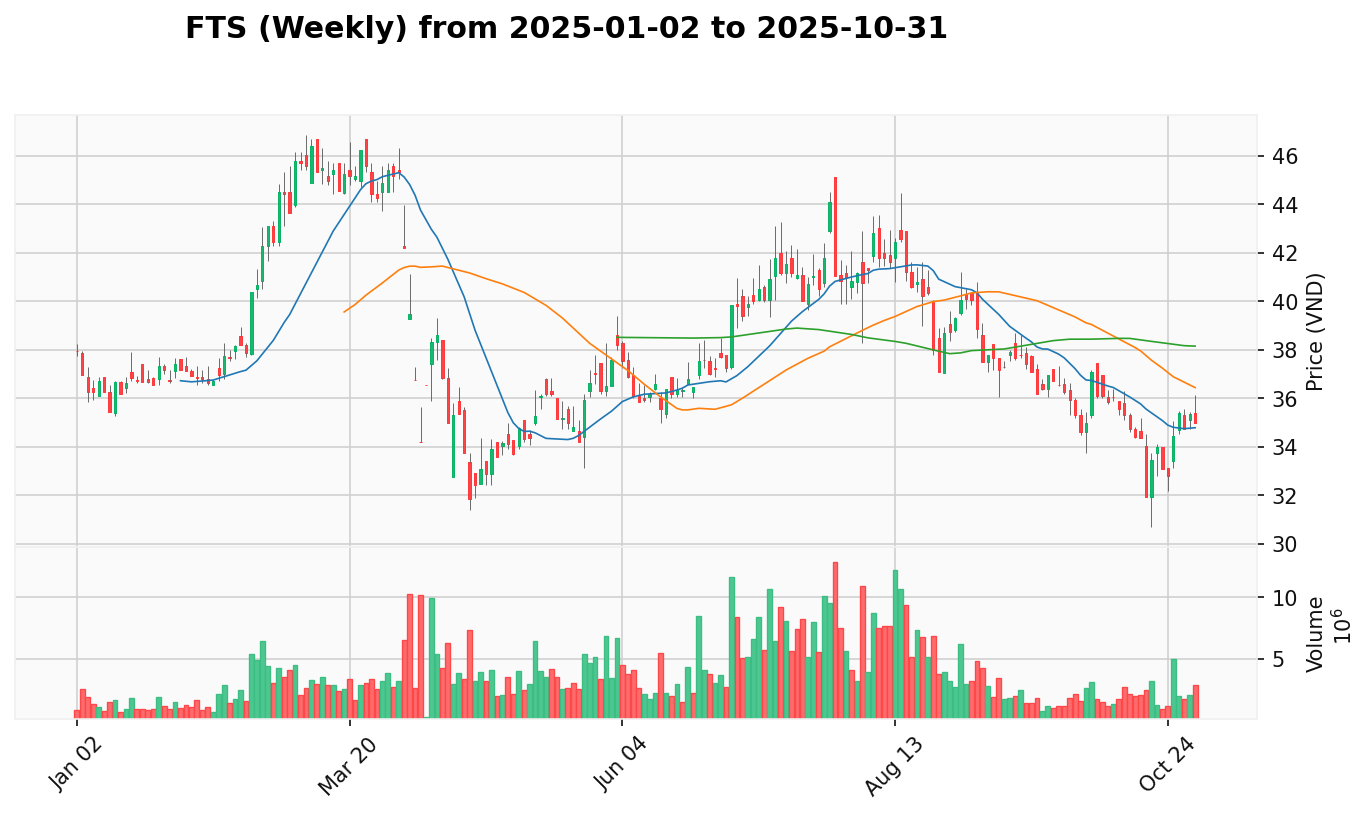 FTS (Weekly) from 2025-01-02 to 2025-10-31
46
44
42
40
38
36
34
32
30
Price (VND)
10
5
Volume
10⁶
Jan 02
Mar 20
Jun 04
Aug 13
Oct 24